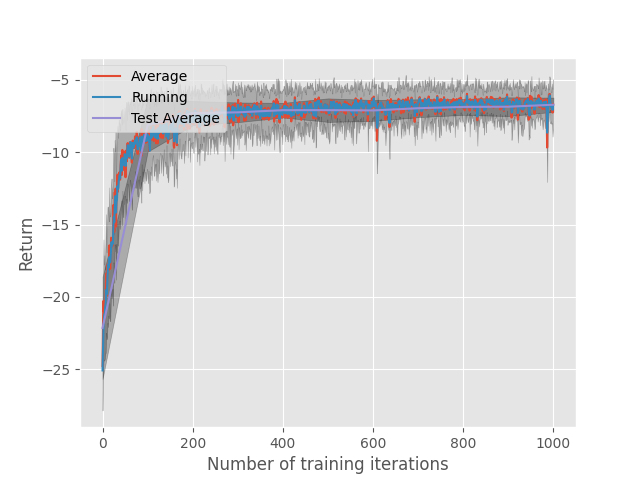 Average
Running
Test Average
−5
−10
−15
−20
−25
Return
0 200 400 600 800 1000
Number of training iterations